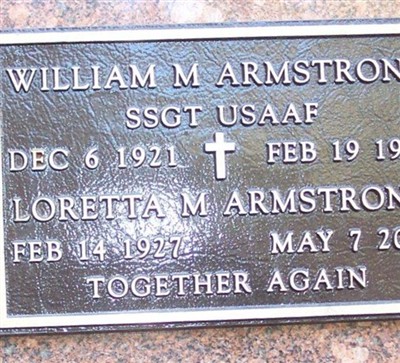 WILLIAM M ARMSTRON
SSGT USAAF
DEC 6 1921 FEB 19 19
LORETTA M ARMSTRON
FEB 14 1927 MAY 7 20
TOGETHER AGAIN